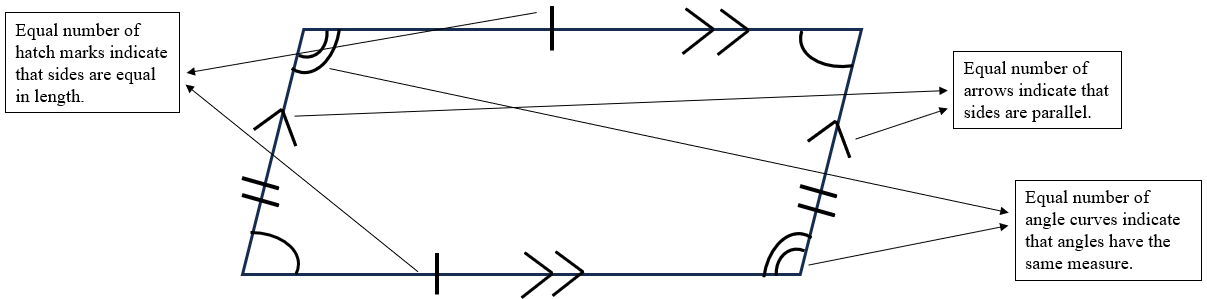 Equal number of
hatch marks indicate
that sides are equal
in length.
Equal number of
arrows indicate that
sides are parallel.
Equal number of
angle curves indicate
that angles have the
same measure.